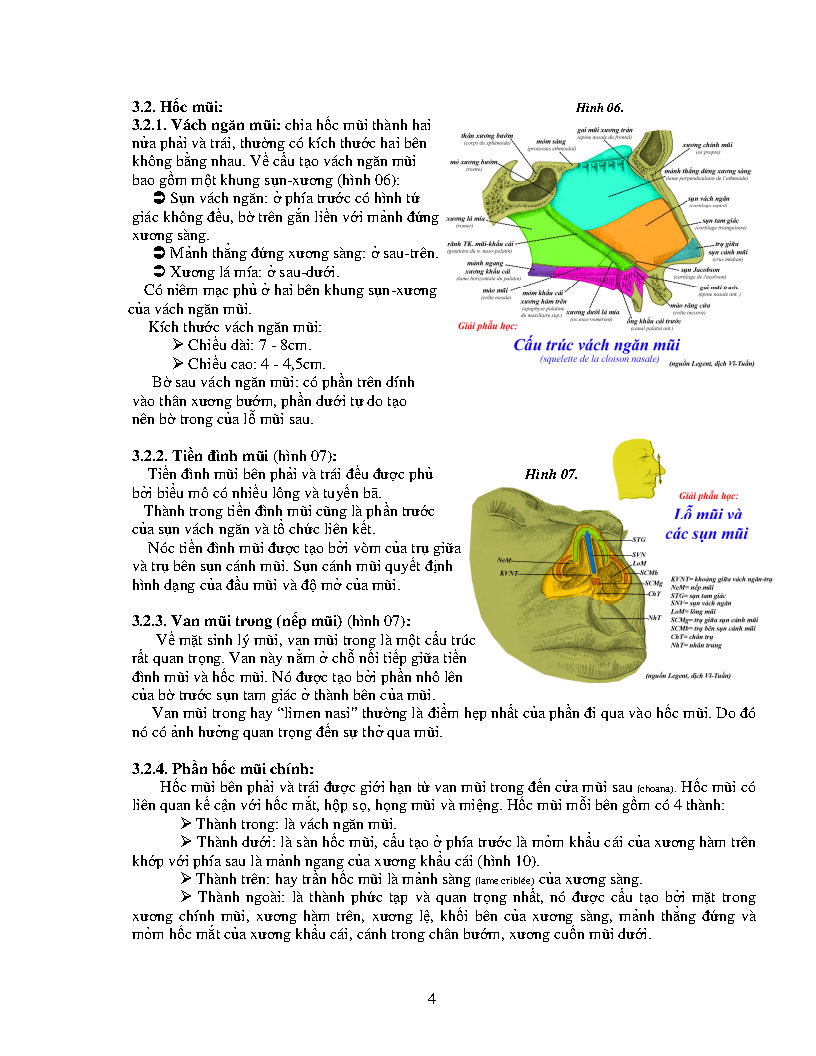 3.2. Hốc mũi:
3.2.1. Vách ngăn mũi: chia hốc mũi thành hai
nửa phải và trái, thường có kích thước hai bên
không bằng nhau. Về cấu tạo vách ngăn mũi
bao gồm một khung sụn-xương (hình 06):
➲ Sụn vách ngăn: ở phía trước có hình tứ
giác không đều, bờ trên gắn liền với mảnh đứng
xương sàng.
➲ Mảnh thẳng đứng xương sàng: ở sau-trên.
➲ Xương lá mía: ở sau-dưới.
Có niêm mạc phủ ở hai bên khung sụn-xương
của vách ngăn mũi.
Kích thước vách ngăn mũi:
➢ Chiều dài: 7 - 8cm.
➢ Chiều cao: 4 - 4,5cm.
Bờ sau vách ngăn mũi: có phần trên dính
vào thân xương bướm, phần dưới tự do tạo
nên bờ trong của lỗ mũi sau.
Hình 06.
gai mũi xương trán
(epine nasale du frontal)
thân xương bướm
(corps du sphenoide)
mỏm sàng
(processus ethmoidal)
xương chính mũi
(os propre)
mỏ xương bướm
(rostre)
mảnh thẳng đứng xương sàng
(lame perpendiculaire de l'ethmoide)
sụn vách ngăn
(cartilage septal)
xương lá mía
(vomer)
sụn tam giác
(cartilage triangulaire)
rãnh TK. mũi-khẩu cái
(gouttière du n. naso-palatin)
trụ giữa
sụn cánh mũi
(crus médian)
mảnh ngang
xương khẩu cái
(lame horizontale du palatin)
sụn Jacobson
(cartilage de Jacobson)
mào mũi
(crête nasale)
mỏm khẩu cái
xương hàm trên
(apophyse palatine
du maxillaire sup.)
gai mũi trước
(epine nasale ant.)
xương dưới lá mía
(os sous-vomérien)
mào răng cửa
(crête incisive)
ống khẩu cái trước
(canal palatin ant.)
Giải phẫu học:
Cấu trúc vách ngăn mũi
(squelette de la cloison nasale)
(nguồn Legent, dịch Vĩ-Tuấn)
3.2.2. Tiền đình mũi (hình 07):
Tiền đình mũi bên phải và trái đều được phủ
bởi biểu mô có nhiều lông và tuyến bã.
Thành trong tiền đình mũi cũng là phần trước
của sụn vách ngăn và tổ chức liên kết.
Nóc tiền đình mũi được tạo bởi vòm của trụ giữa
và trụ bên sụn cánh mũi. Sụn cánh mũi quyết định
hình dạng của đầu mũi và độ mở của mũi.
Hình 07.
Giải phẫu học:
Lỗ mũi và
các sụn mũi
STG
SVN
LoM
SCMb
SCMg
ChT
NhT
NeM
KVNT
KVNT= khoảng giữa vách ngăn-trụ
NeM= nếp mũi
STG= sụn tam giác
SNV= sụn vách ngăn
LoM= lông mũi
SCMg= trụ giữa sụn cánh mũi
SCMb= trụ bên sụn cánh mũi
ChT= chân trụ
NhT= nhân trung
(nguồn Legent, dịch Vĩ-Tuấn)
3.2.3. Van mũi trong (nếp mũi) (hình 07):
Về mặt sinh lý mũi, van mũi trong là một cấu trúc
rất quan trọng. Van này nằm ở chỗ nối tiếp giữa tiền
đình mũi và hốc mũi. Nó được tạo bởi phần nhô lên
của bờ trước sụn tam giác ở thành bên của mũi.
Van mũi trong hay “limen nasi” thường là điểm hẹp nhất của phần đi qua vào hốc mũi. Do đó
nó có ảnh hưởng quan trọng đến sự thở qua mũi.
3.2.4. Phần hốc mũi chính:
Hốc mũi bên phải và trái được giới hạn từ van mũi trong đến cửa mũi sau (choana). Hốc mũi có
liên quan kế cận với hốc mắt, hộp sọ, họng mũi và miệng. Hốc mũi mỗi bên gồm có 4 thành:
➢ Thành trong: là vách ngăn mũi.
➢ Thành dưới: là sàn hốc mũi, cấu tạo ở phía trước là mỏm khẩu cái của xương hàm trên
khớp với phía sau là mảnh ngang của xương khẩu cái (hình 10).
➢ Thành trên: hay trần hốc mũi là mảnh sàng (lame criblée) của xương sàng.
➢ Thành ngoài: là thành phức tạp và quan trọng nhất, nó được cấu tạo bởi mặt trong
xương chính mũi, xương hàm trên, xương lệ, khối bên của xương sàng, mảnh thẳng đứng và
mỏm hốc mắt của xương khẩu cái, cánh trong chân bướm, xương cuốn mũi dưới.
4